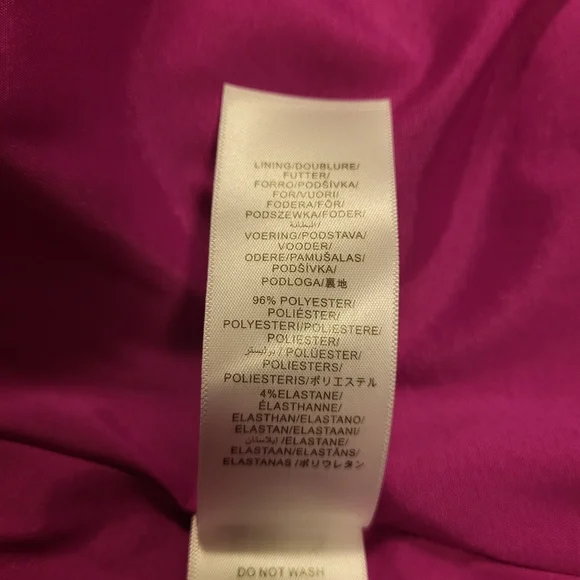 LINING/DOUBLURE/
FUTTER/
FORRO/PODŠÍVKA/
FOR/VUORI/
FODERA/FÔR/
PODSZEWKA/FODER/
البطانة/
VOERING/PODSTAVA/
VOODER/
ODERE/PAMUŠALAS/
PODŠÍVKA/
PODLOGA/裏地
96% POLYESTER/
POLIÉSTER/
POLYESTERI/POLIESTERE/
POLIESTER/
بوليستر/POLÜESTER/
POLIESTERS/
POLIESTERIS/ポリエステル
4%ELASTANE/
ÉLASTHANNE/
ELASTHAN/ELASTANO/
ELASTAN/ELASTAANI/
إيلاستان/ELASTANE/
ELASTAAN/ELASTĀNS/
ELASTANAS /ポリウレタン
DO NOT WASH